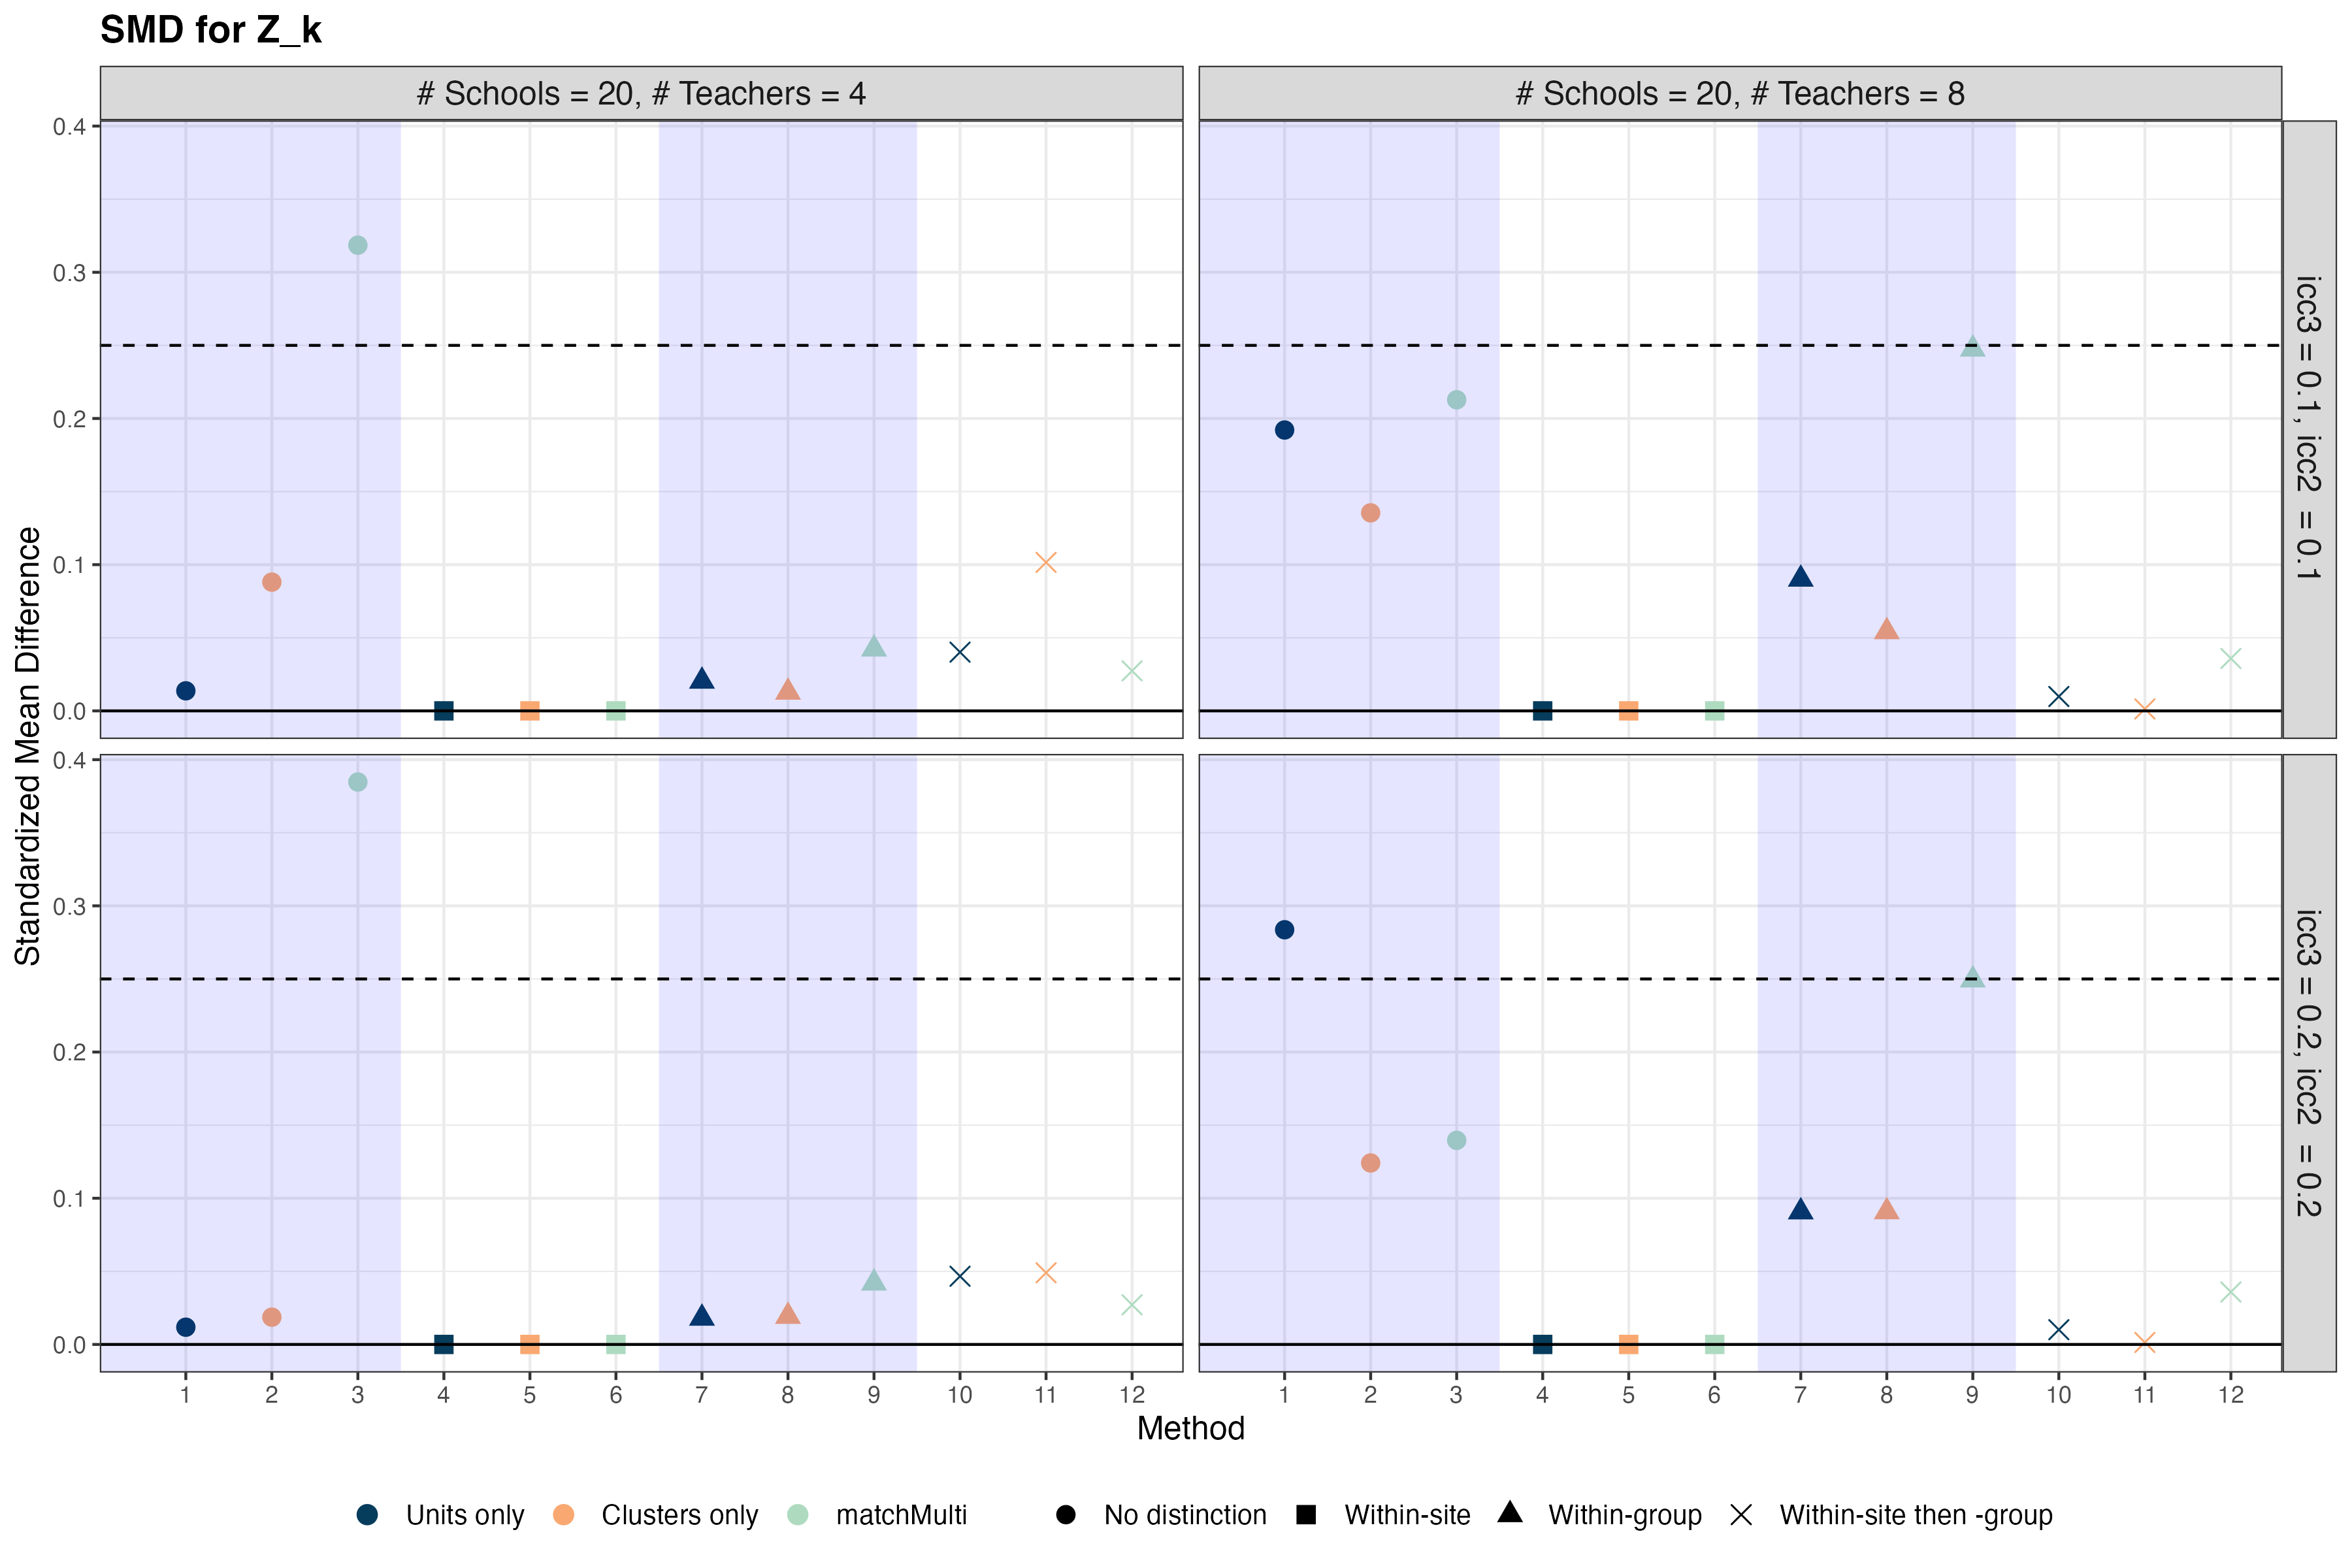 SMD for Z_k
# Schools = 20, # Teachers = 4
# Schools = 20, # Teachers = 8
0.4
0.3
0.2
0.1
0.0
icc3 = 0.1, icc2 = 0.1
Standardized Mean Difference
0.4
0.3
0.2
0.1
0.0
icc3 = 0.2, icc2 = 0.2
1 2 3 4 5 6 7 8 9 10 11 12
1 2 3 4 5 6 7 8 9 10 11 12
Method
Units only Clusters only matchMulti No distinction Within-site Within-group Within-site then -group